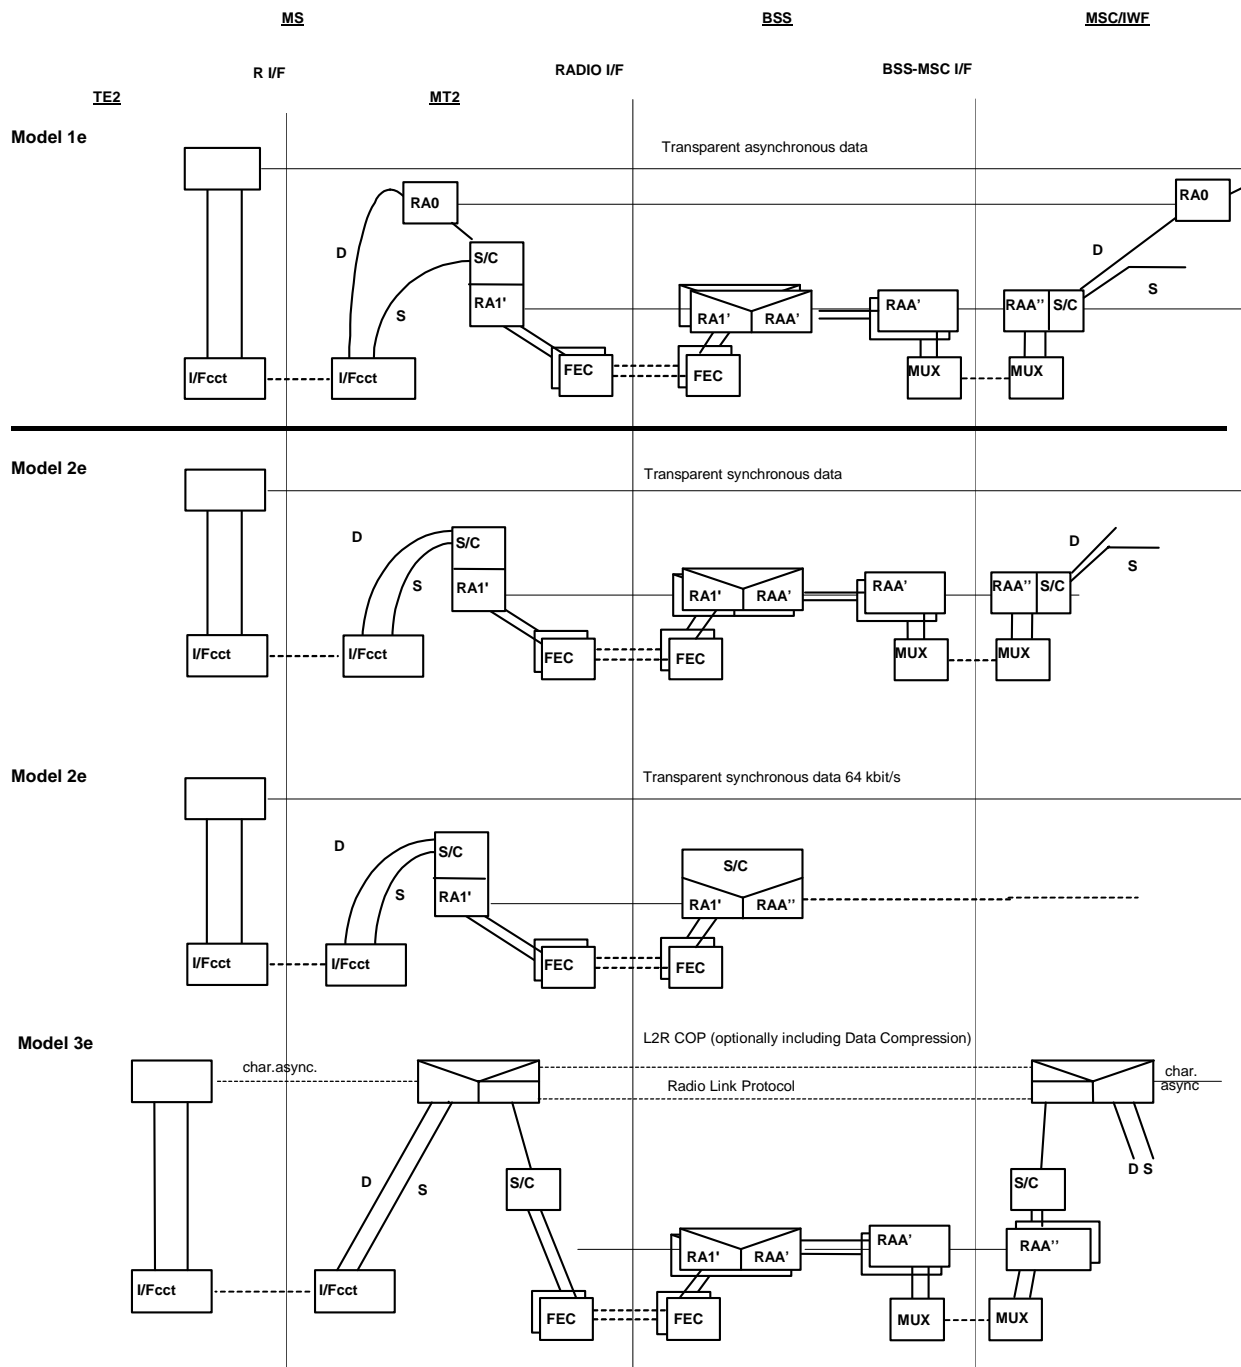 MS BSS MSC/IWF
R I/F RADIO I/F BSS-MSC I/F
TE2 MT2
Model 1e
Transparent asynchronous data
RA0 RA0
D S/C D
S RA1' RA1’ RAA’ RAA’ RAA’’ S/C S
I/Fcct I/Fcct FEC FEC MUX MUX
Model 2e
Transparent synchronous data
D S/C D
S RA1' RA1’ RAA’ RAA’ RAA’’ S/C S
I/Fcct I/Fcct FEC FEC MUX MUX
Model 2e
Transparent synchronous data 64 kbit/s
D S/C S/C
S RA1' RA1’ RAA’’
I/Fcct I/Fcct FEC FEC
Model 3e
L2R COP (optionally including Data Compression)
char.async. char.
Radio Link Protocol async
D S S/C S/C D S
RA1' RAA’ RAA’ RAA’’
I/Fcct I/Fcct FEC FEC MUX MUX